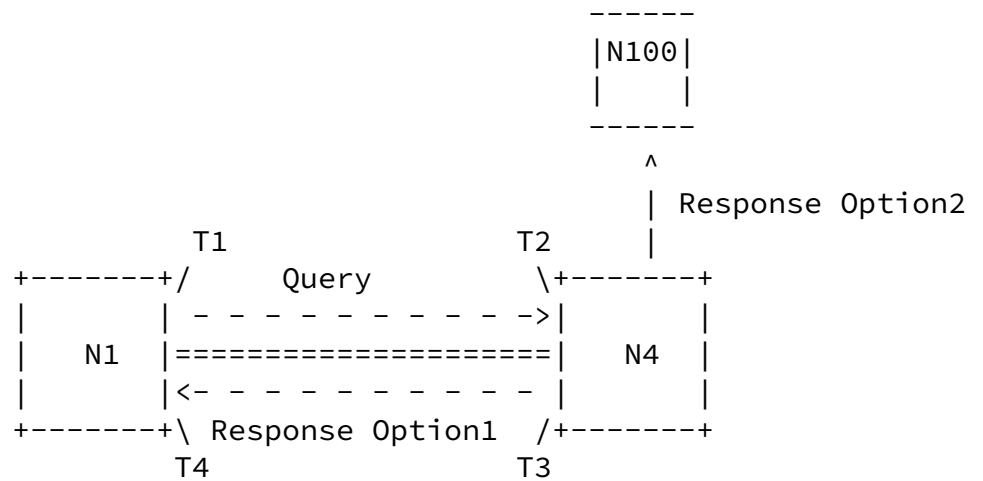 N100
Response Option2
T1 T2
Query
N1 N4
Response Option1
T4 T3